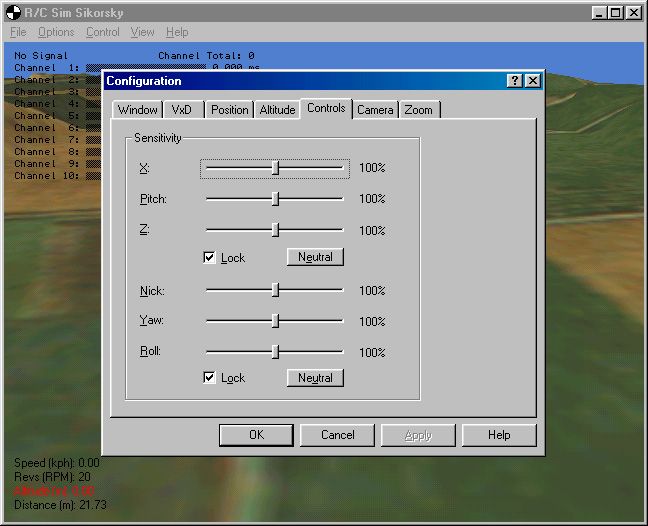 R/C Sim Sikorsky
File Options Control View Help
No Signal Channel Total: 0
Channel 1: 0.000 ms
Channel 2:
Channel 3:
Channel 4:
Channel 5:
Channel 6:
Channel 7:
Channel 8:
Channel 9:
Channel 10:
Configuration
Window VxD Position Altitude Controls Camera Zoom
Sensitivity
X: 100%
Pitch: 100%
Z: 100%
Lock Neutral
Nick: 100%
Yaw: 100%
Roll: 100%
Lock Neutral
OK Cancel Apply Help
Speed (kph): 0.00
Revs (RPM): 20
Distance (m): 21.73